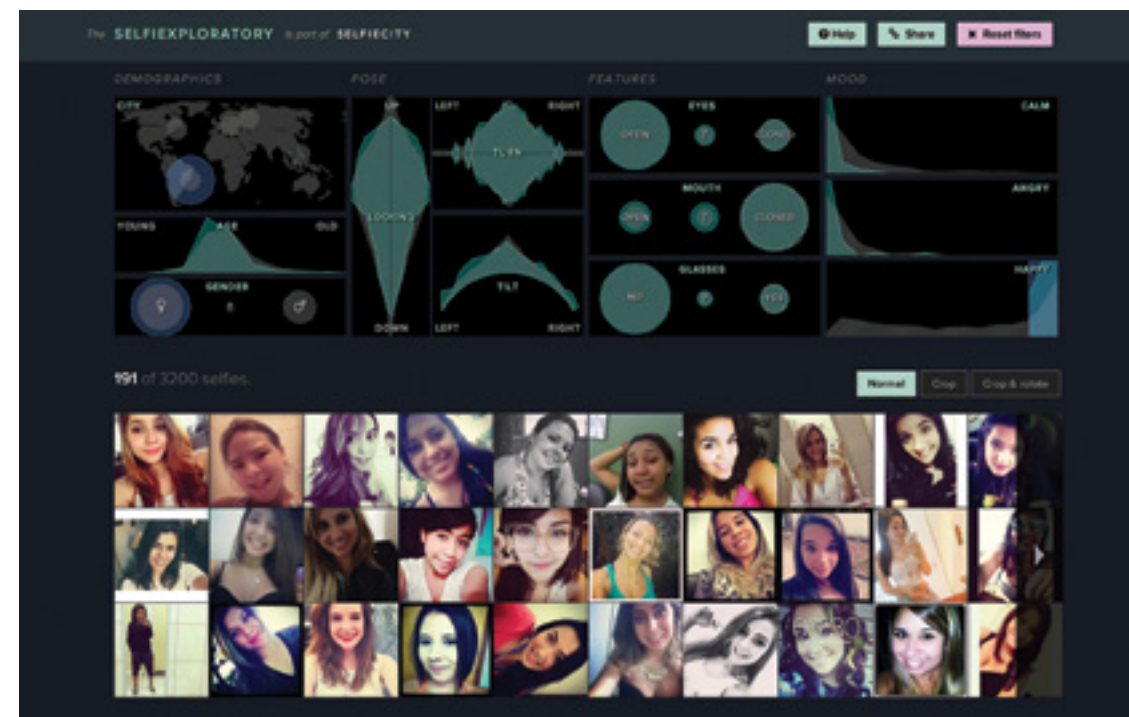 The SELFIEXPLORATORY is part of SELFIECITY
Help Share Reset filters
DEMOGRAPHICS POSE FEATURES MOOD
CITY UP LEFT RIGHT EYES CALM
OPEN ? CLOSED
TURN
MOUTH ANGRY
OPEN ? CLOSED
LOOKING
YOUNG AGE OLD
GLASSES HAPPY
GENDER TILT
♀ ♂ NO ? YES
DOWN LEFT RIGHT
191 of 3200 selfies.
Normal Crop Crop & rotate